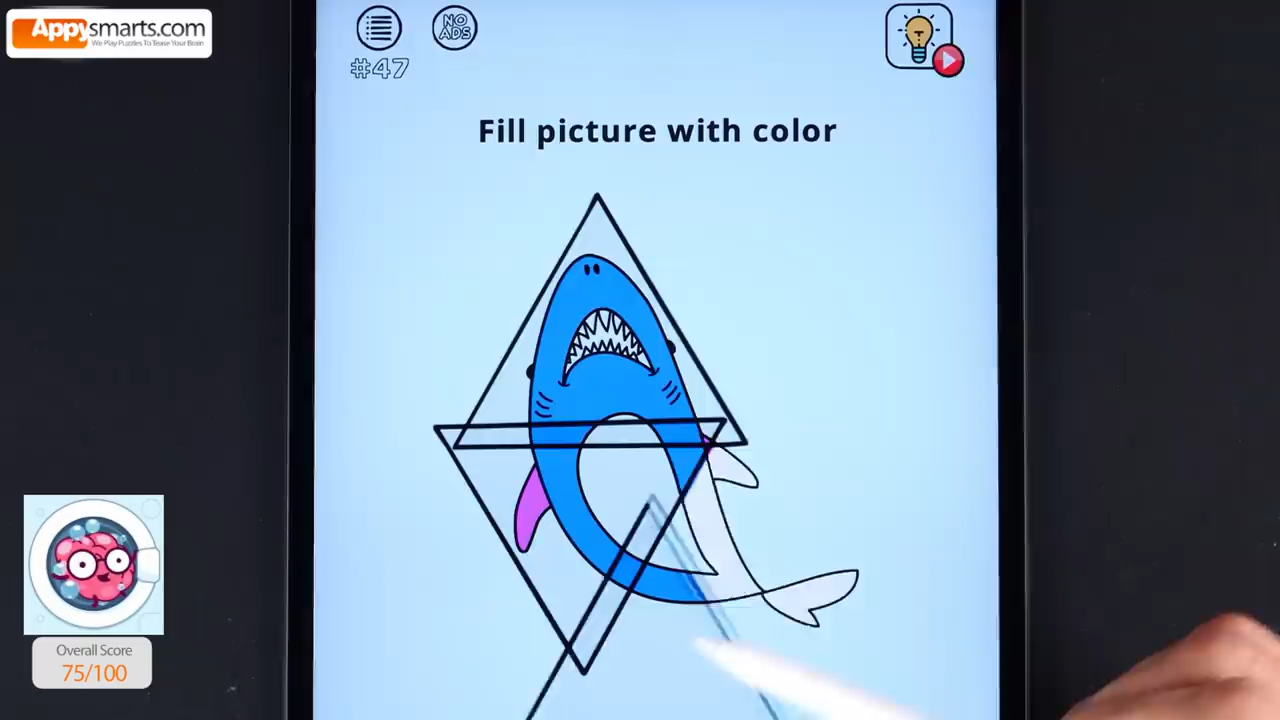 Appysmarts.com
We Play Puzzles To Tease Your Brain
NO
ADS
#47
Fill picture with color
Overall Score
75/100